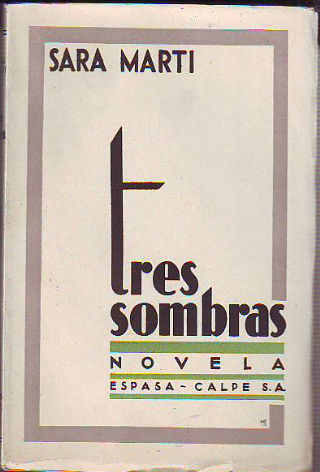 SARA MARTI
tres
sombras
NOVELA
ESPASA - CALPE S.A.